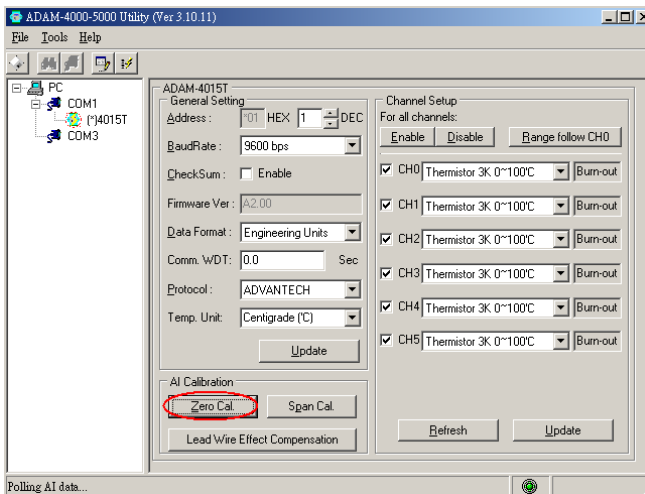 ADAM-4000-5000 Utility (Ver 3.10.11)
File Tools Help
PC
COM1
(*)4015T
COM3
ADAM-4015T
General Setting
Address : *01 HEX 1 DEC
BaudRate : 9600 bps
CheckSum : Enable
Firmware Ver : A2.00
Data Format : Engineering Units
Comm. WDT: 0.0 Sec
Protocol : ADVANTECH
Temp. Unit: Centigrade (°C)
Update
AI Calibration
Zero Cal. Span Cal.
Lead Wire Effect Compensation
Channel Setup
For all channels:
Enable Disable Range follow CH0
CH0 Thermistor 3K 0~100°C Burn-out
CH1 Thermistor 3K 0~100°C Burn-out
CH2 Thermistor 3K 0~100°C Burn-out
CH3 Thermistor 3K 0~100°C Burn-out
CH4 Thermistor 3K 0~100°C Burn-out
CH5 Thermistor 3K 0~100°C Burn-out
Refresh Update
Polling AI data...